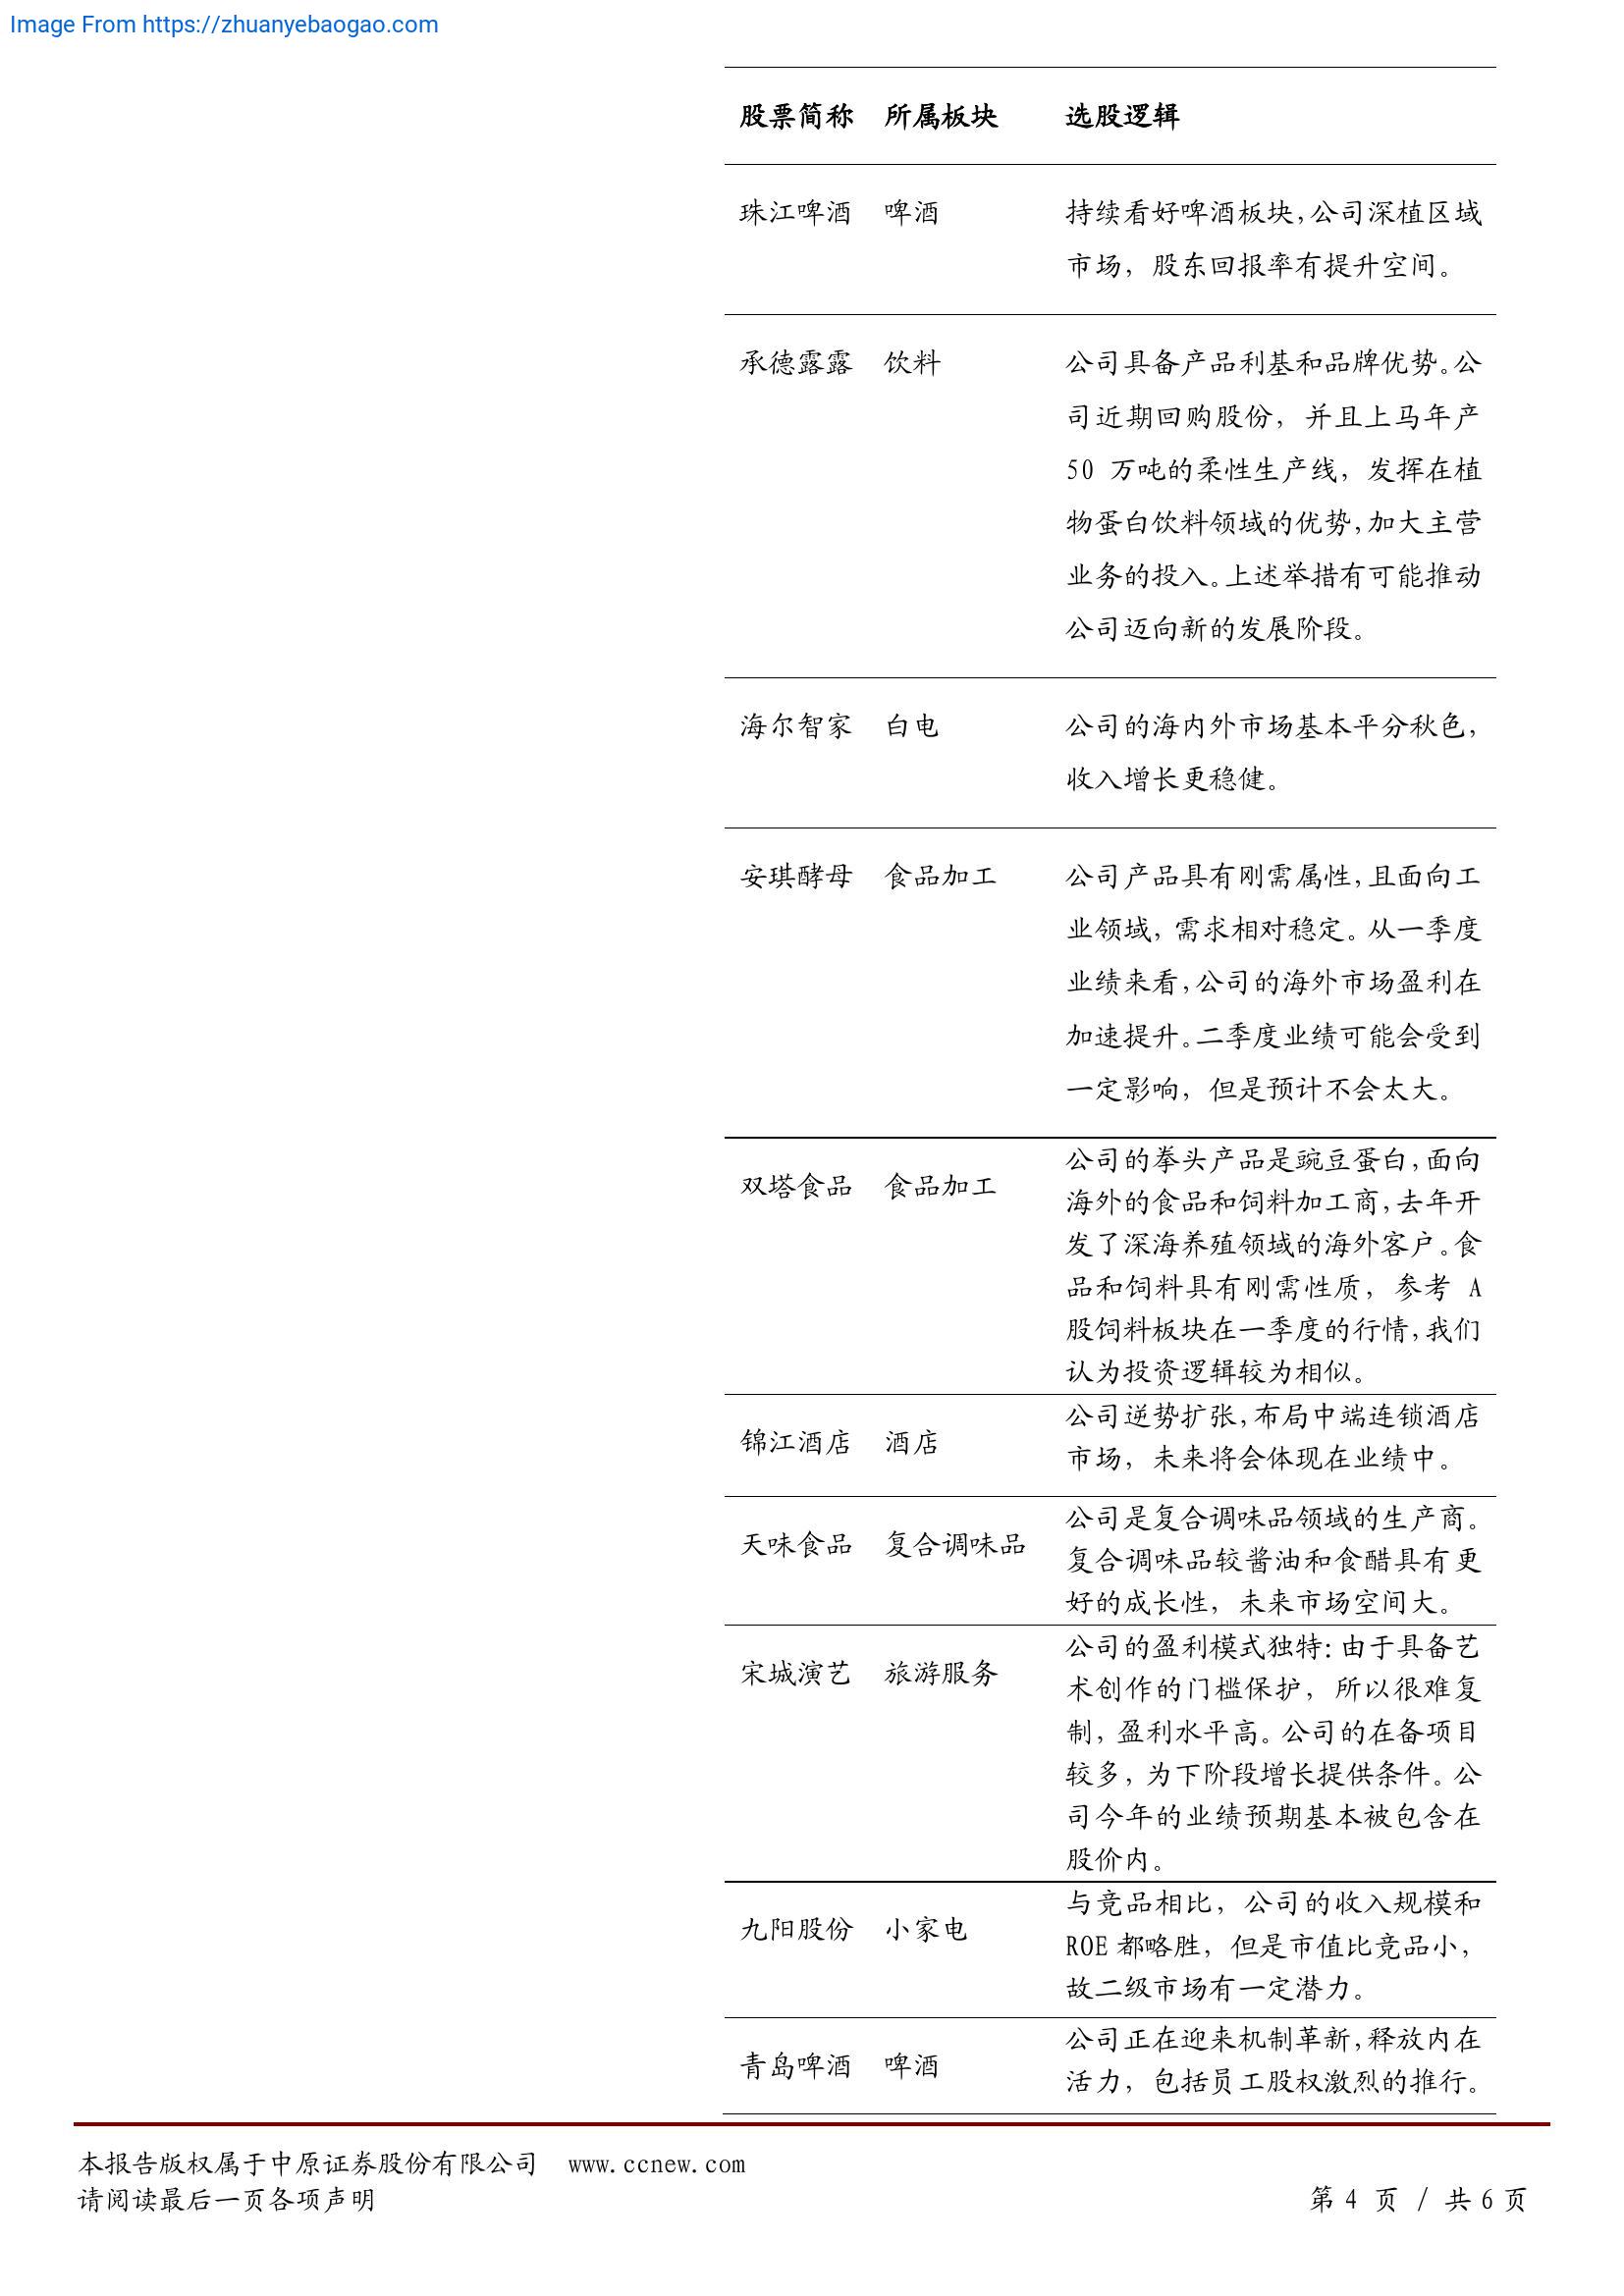 Image From https://zhuanyebaogao.com
股票简称 所属板块 选股逻辑
珠江啤酒 啤酒 持续看好啤酒板块,公司深植区域
市场，股东回报率有提升空间。
承德露露 饮料 公司具备产品利基和品牌优势。公
司近期回购股份，并且上马年产
50 万吨的柔性生产线，发挥在植
物蛋白饮料领域的优势,加大主营
业务的投入。上述举措有可能推动
公司迈向新的发展阶段。
海尔智家 白电 公司的海内外市场基本平分秋色，
收入增长更稳健。
安琪酵母 食品加工 公司产品具有刚需属性,且面向工
业领域，需求相对稳定。从一季度
业绩来看,公司的海外市场盈利在
加速提升。二季度业绩可能会受到
一定影响，但是预计不会太大。
双塔食品 食品加工 公司的拳头产品是豌豆蛋白,面向
海外的食品和饲料加工商,去年开
发了深海养殖领域的海外客户。食
品和饲料具有刚需性质，参考 A
股饲料板块在一季度的行情,我们
认为投资逻辑较为相似。
锦江酒店 酒店 公司逆势扩张,布局中端连锁酒店
市场，未来将会体现在业绩中。
天味食品 复合调味品 公司是复合调味品领域的生产商。
复合调味品较酱油和食醋具有更
好的成长性，未来市场空间大。
宋城演艺 旅游服务 公司的盈利模式独特：由于具备艺
术创作的门槛保护，所以很难复
制，盈利水平高。公司的在备项目
较多，为下阶段增长提供条件。公
司今年的业绩预期基本被包含在
股价内。
九阳股份 小家电 与竞品相比，公司的收入规模和
ROE 都略胜，但是市值比竞品小，
故二级市场有一定潜力。
青岛啤酒 啤酒 公司正在迎来机制革新,释放内在
活力，包括员工股权激烈的推行。
本报告版权属于中原证券股份有限公司 www.ccnew.com
请阅读最后一页各项声明 第 4 页 / 共 6 页